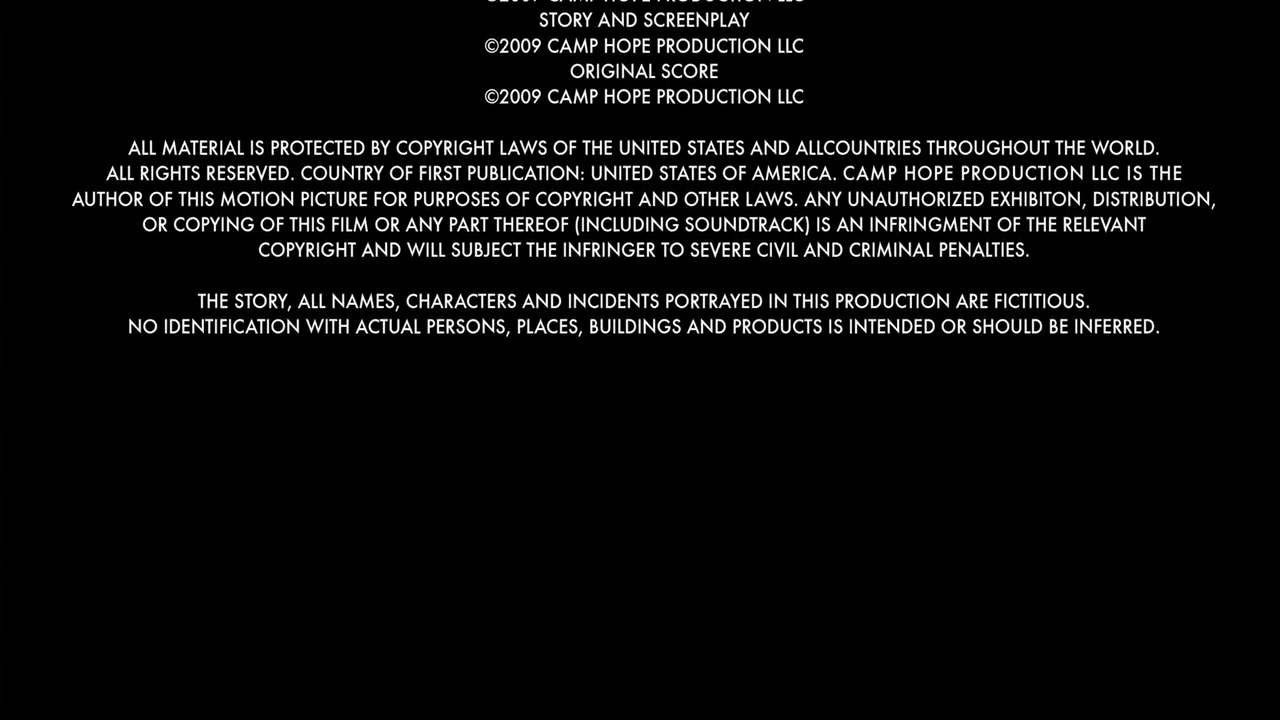 ©2009 CAMP HOPE PRODUCTION LLC
STORY AND SCREENPLAY
©2009 CAMP HOPE PRODUCTION LLC
ORIGINAL SCORE
©2009 CAMP HOPE PRODUCTION LLC
ALL MATERIAL IS PROTECTED BY COPYRIGHT LAWS OF THE UNITED STATES AND ALLCOUNTRIES THROUGHOUT THE WORLD.
ALL RIGHTS RESERVED. COUNTRY OF FIRST PUBLICATION: UNITED STATES OF AMERICA. CAMP HOPE PRODUCTION LLC IS THE
AUTHOR OF THIS MOTION PICTURE FOR PURPOSES OF COPYRIGHT AND OTHER LAWS. ANY UNAUTHORIZED EXHIBITON, DISTRIBUTION,
OR COPYING OF THIS FILM OR ANY PART THEREOF (INCLUDING SOUNDTRACK) IS AN INFRINGMENT OF THE RELEVANT
COPYRIGHT AND WILL SUBJECT THE INFRINGER TO SEVERE CIVIL AND CRIMINAL PENALTIES.
THE STORY, ALL NAMES, CHARACTERS AND INCIDENTS PORTRAYED IN THIS PRODUCTION ARE FICTITIOUS.
NO IDENTIFICATION WITH ACTUAL PERSONS, PLACES, BUILDINGS AND PRODUCTS IS INTENDED OR SHOULD BE INFERRED.